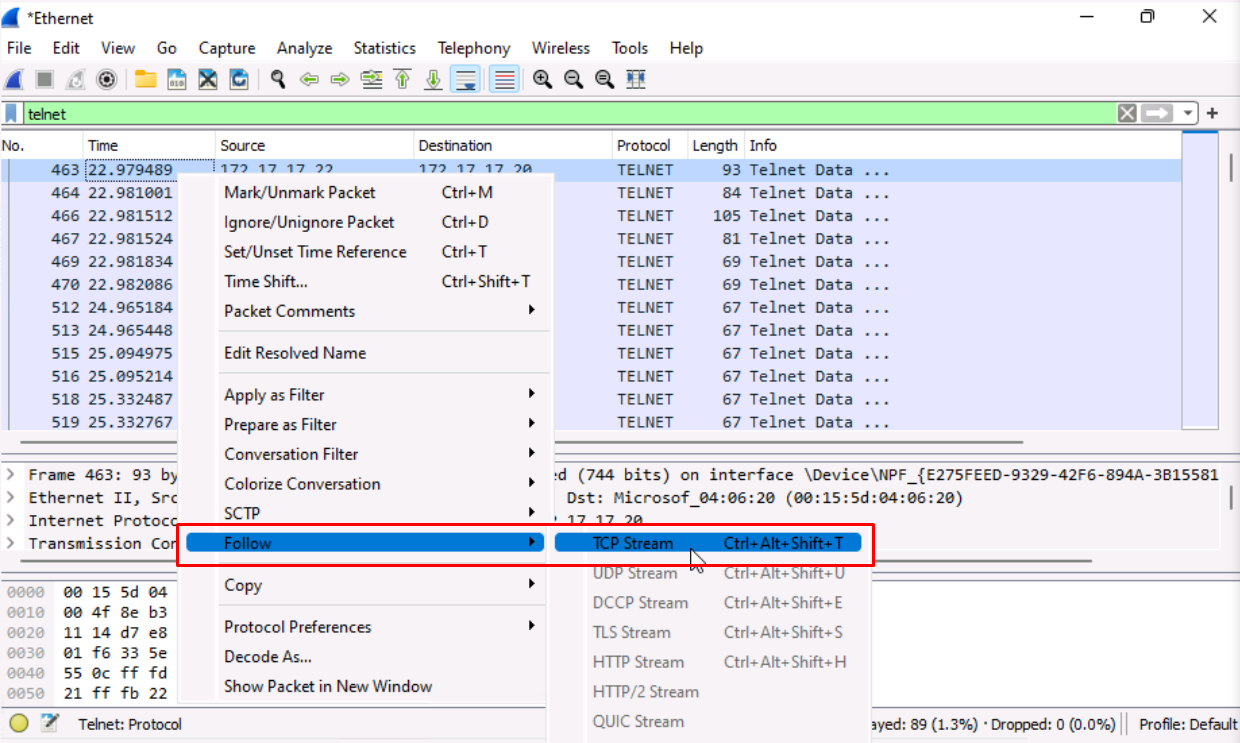 *Ethernet
File Edit View Go Capture Analyze Statistics Telephony Wireless Tools Help
telnet
No. Time Source Destination Protocol Length Info
463 22.979489 172.17.17.22 172.17.17.20 TELNET 93 Telnet Data ...
464 22.981001 TELNET 84 Telnet Data ...
466 22.981512 TELNET 105 Telnet Data ...
467 22.981524 TELNET 81 Telnet Data ...
469 22.981834 TELNET 69 Telnet Data ...
470 22.982086 TELNET 69 Telnet Data ...
512 24.965184 TELNET 67 Telnet Data ...
513 24.965448 TELNET 67 Telnet Data ...
515 25.094975 TELNET 67 Telnet Data ...
516 25.095214 TELNET 67 Telnet Data ...
518 25.332487 TELNET 67 Telnet Data ...
519 25.332767 TELNET 67 Telnet Data ...
Mark/Unmark Packet Ctrl+M
Ignore/Unignore Packet Ctrl+D
Set/Unset Time Reference Ctrl+T
Time Shift... Ctrl+Shift+T
Packet Comments
Edit Resolved Name
Apply as Filter
Prepare as Filter
Conversation Filter
Colorize Conversation
SCTP
Follow
Copy
Protocol Preferences
Decode As...
Show Packet in New Window
TCP Stream Ctrl+Alt+Shift+T
UDP Stream Ctrl+Alt+Shift+U
DCCP Stream Ctrl+Alt+Shift+E
TLS Stream Ctrl+Alt+Shift+S
HTTP Stream Ctrl+Alt+Shift+H
HTTP/2 Stream
QUIC Stream
Frame 463: 93 by ed (744 bits) on interface \Device\NPF_{E275FEED-9329-42F6-894A-3B15581
Ethernet II, Src Dst: Microsof_04:06:20 (00:15:5d:04:06:20)
Internet Protoco .17.17.20
Transmission Con
0000 00 15 5d 04
0010 00 4f 8e b3
0020 11 14 d7 e8
0030 01 f6 33 5e
0040 55 0c ff fd
0050 21 ff fb 22
Telnet: Protocol ayed: 89 (1.3%) · Dropped: 0 (0.0%) Profile: Default